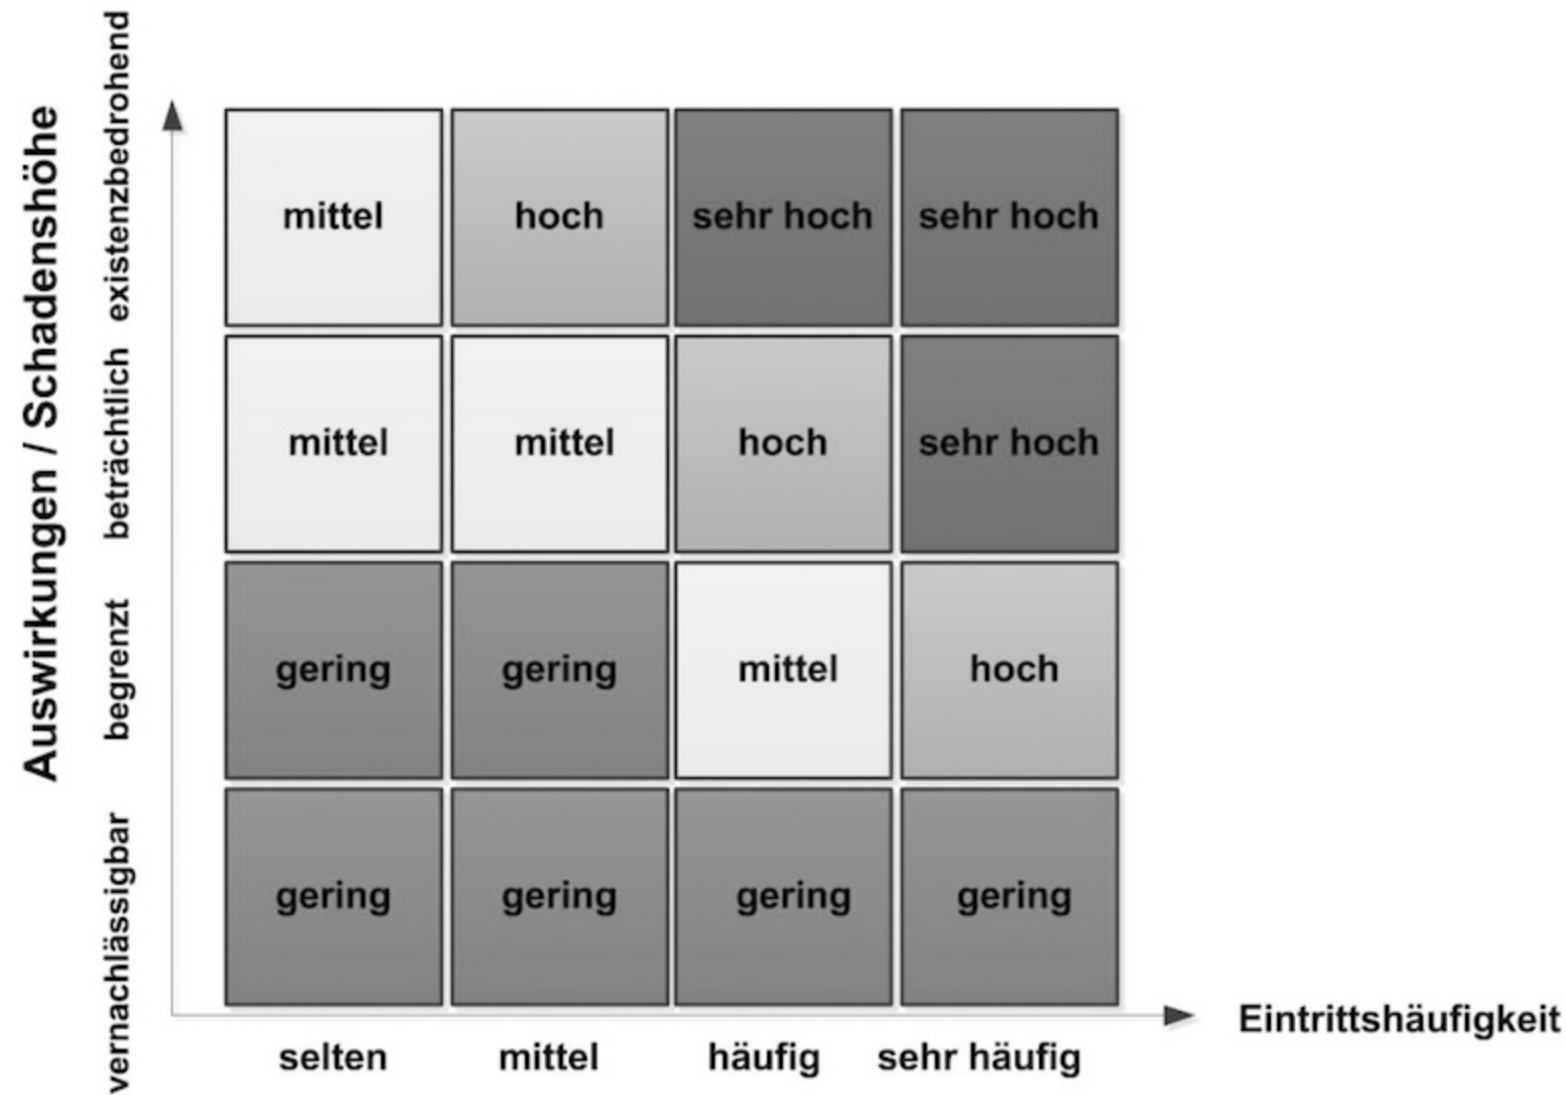 Auswirkungen / Schadenshöhe
existenzbedrohend
mittel hoch sehr hoch sehr hoch
beträchtlich
mittel mittel hoch sehr hoch
begrenzt
gering gering mittel hoch
vernachlässigbar
gering gering gering gering
selten mittel häufig sehr häufig
Eintrittshäufigkeit